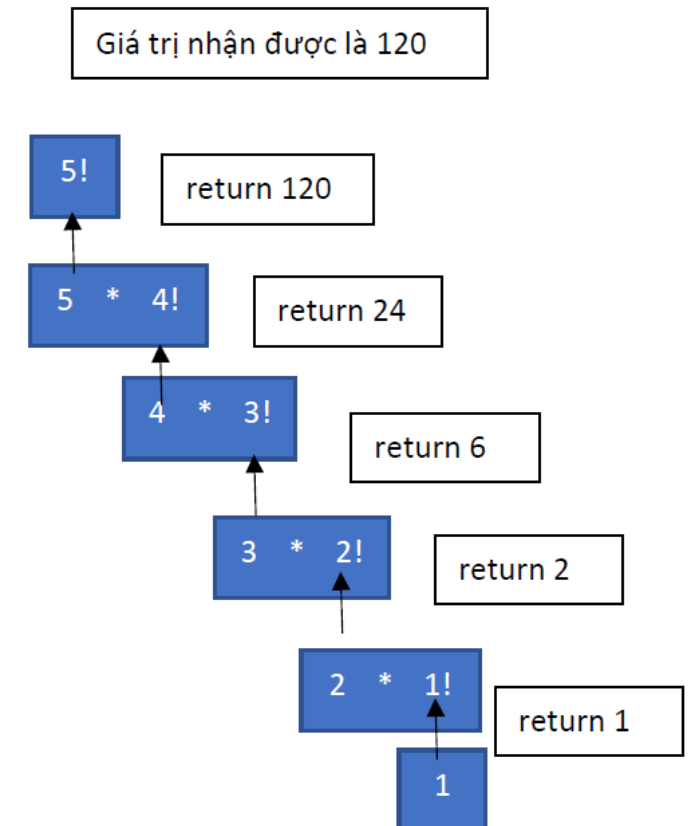 Giá trị nhận được là 120
5!
return 120
5 * 4!
return 24
4 * 3!
return 6
3 * 2!
return 2
2 * 1!
return 1
1